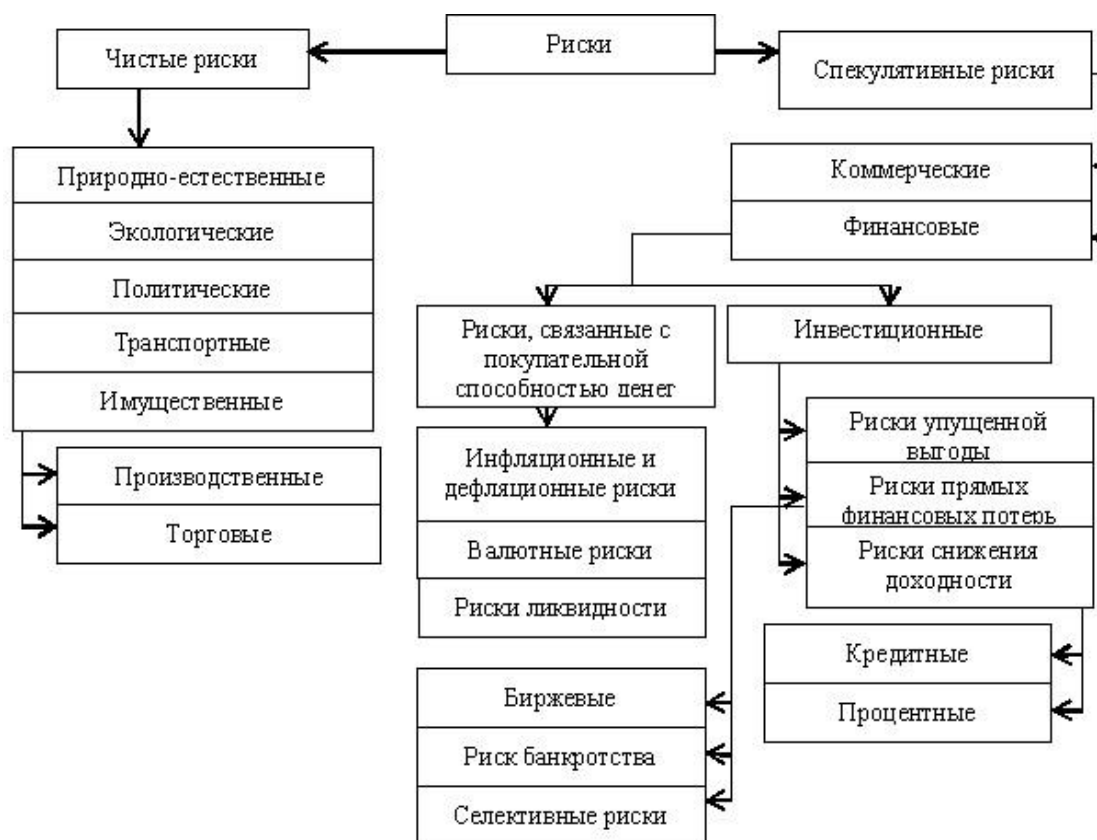 Риски
Чистые риски
Спекулятивные риски
Природно-естественные
Экологические
Политические
Транспортные
Имущественные
Производственные
Торговые
Коммерческие
Финансовые
Риски, связанные с
покупательной
способностью денег
Инфляционные и
дефляционные риски
Валютные риски
Риски ликвидности
Инвестиционные
Риски упущенной
выгоды
Риски прямых
финансовых потерь
Риски снижения
доходности
Кредитные
Процентные
Биржевые
Риск банкротства
Селективные риски